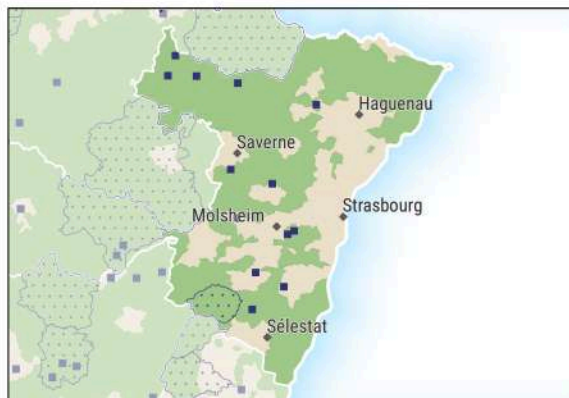 Haguenau
Saverne
Molsheim
Strasbourg
Sélestat